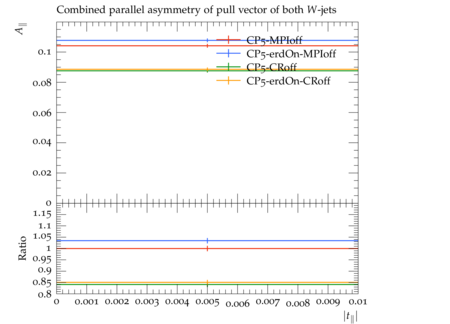 Combined parallel asymmetry of pull vector of both W-jets
A∥
CP5-MPIoff
CP5-erdOn-MPIoff
CP5-CRoff
CP5-erdOn-CRoff
0.1
0.08
0.06
0.04
0.02
0
Ratio
1.15
1.1
1.05
1
0.95
0.9
0.85
0.8
0 0.001 0.002 0.003 0.004 0.005 0.006 0.007 0.008 0.009 0.01
|t∥|